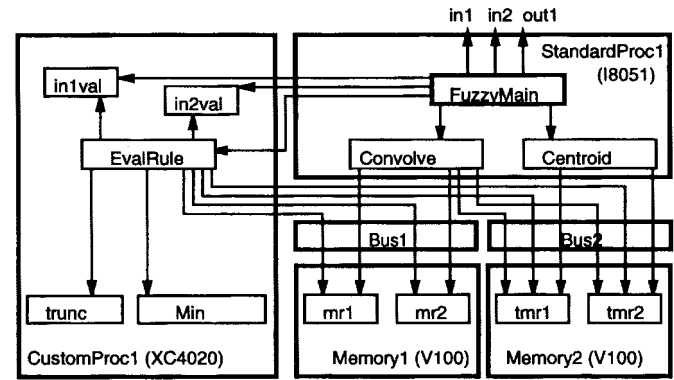 in1 in2 out1
StandardProc1
(I8051)
in1val
in2val
FuzzyMain
EvalRule
Convolve
Centroid
Bus1
Bus2
trunc
Min
mr1
mr2
tmr1
tmr2
CustomProc1 (XC4020)
Memory1 (V100)
Memory2 (V100)